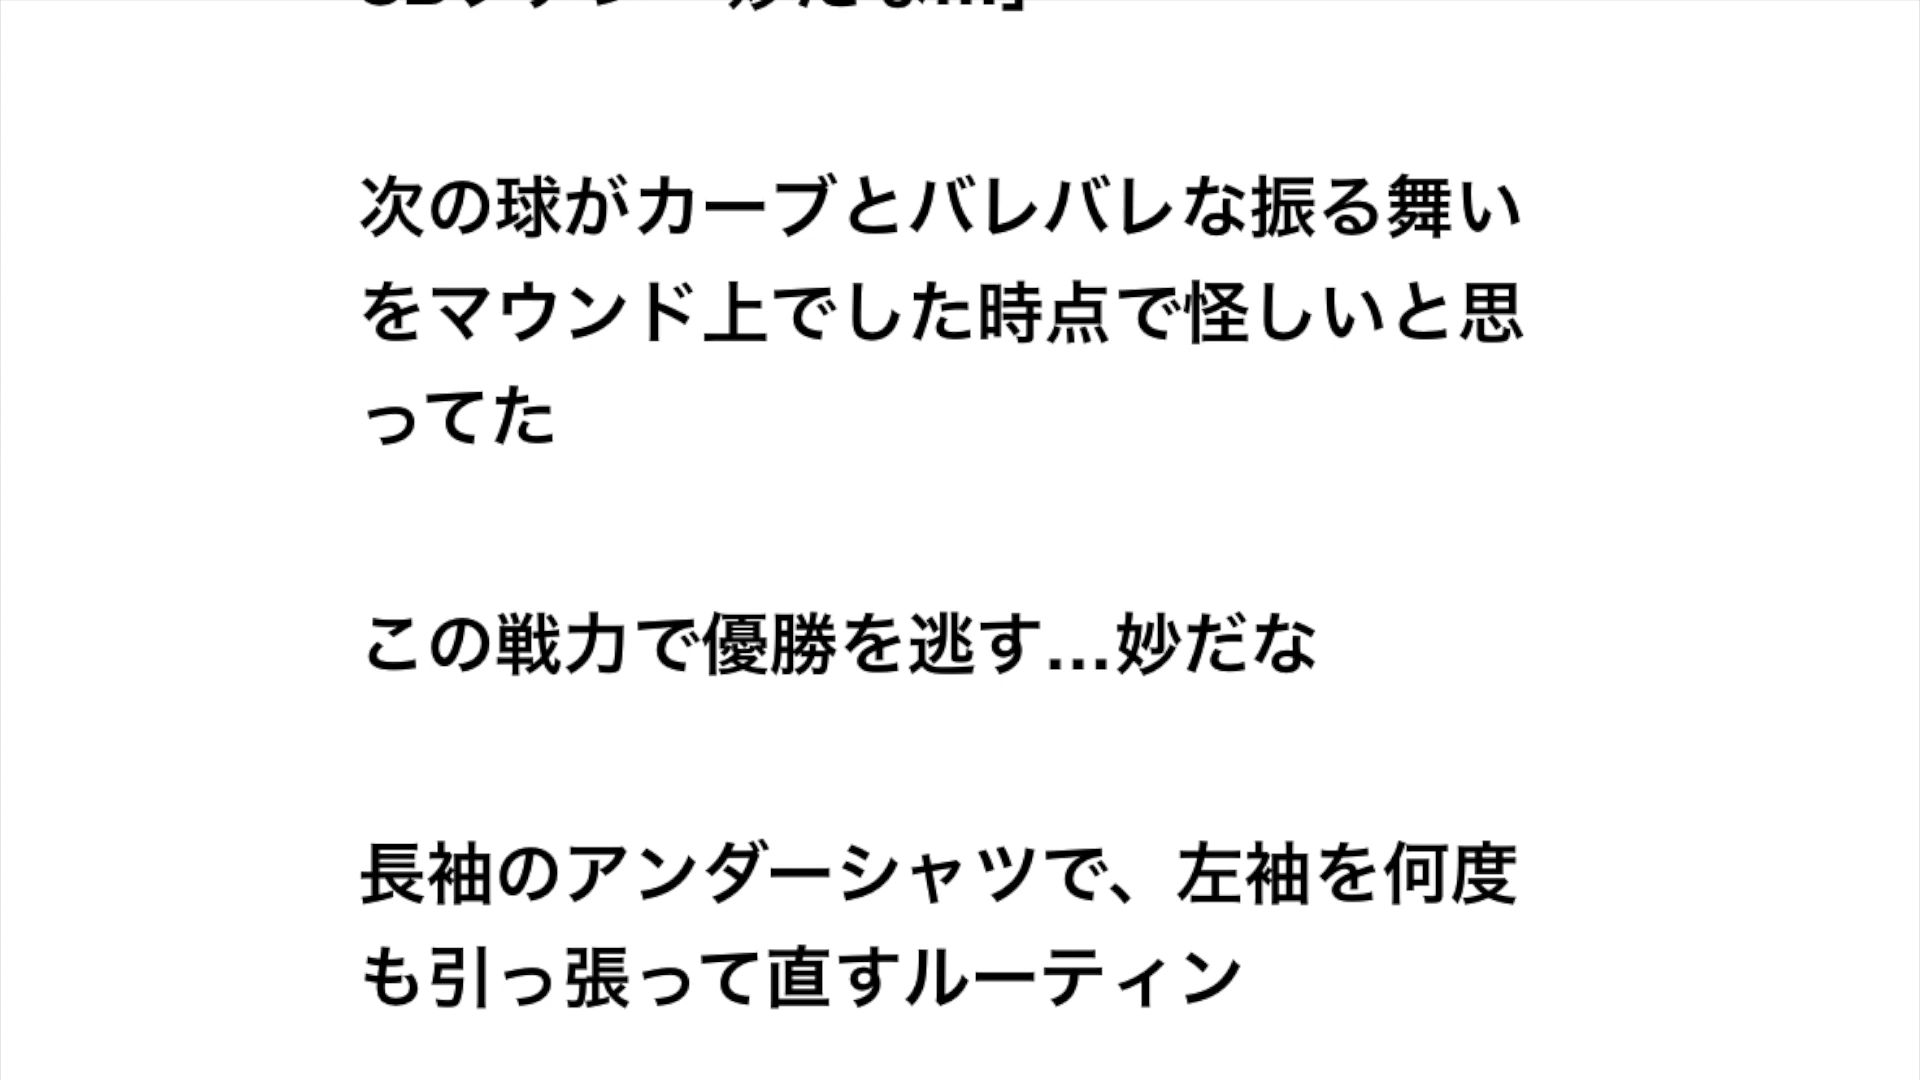 次の球がカーブとバレバレな振る舞い
をマウンド上でした時点で怪しいと思
ってた
この戦力で優勝を逃す…妙だな
長袖のアンダーシャツで、左袖を何度
も引っ張って直すルーティン